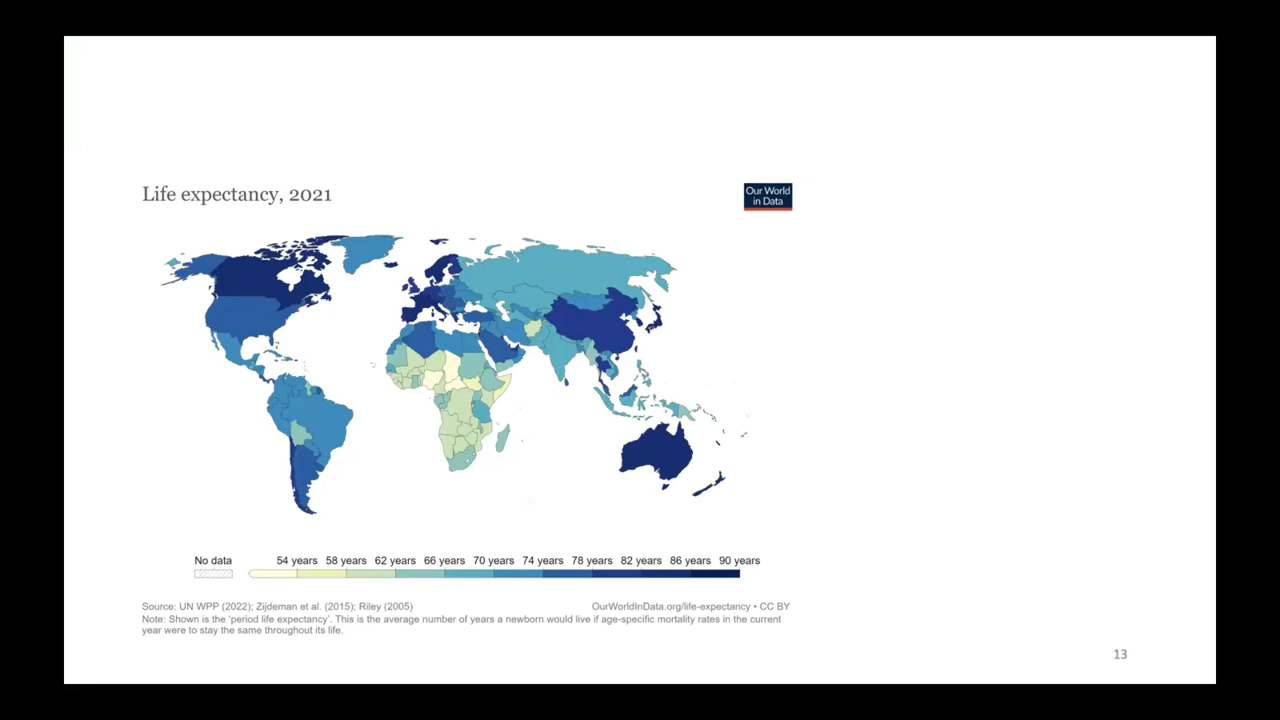 Life expectancy, 2021
Our World
in Data
No data
54 years 58 years 62 years 66 years 70 years 74 years 78 years 82 years 86 years 90 years
Source: UN WPP (2022); Zijdeman et al. (2015); Riley (2005)
OurWorldInData.org/life-expectancy • CC BY
Note: Shown is the ‘period life expectancy’. This is the average number of years a newborn would live if age-specific mortality rates in the current
year were to stay the same throughout its life.
13